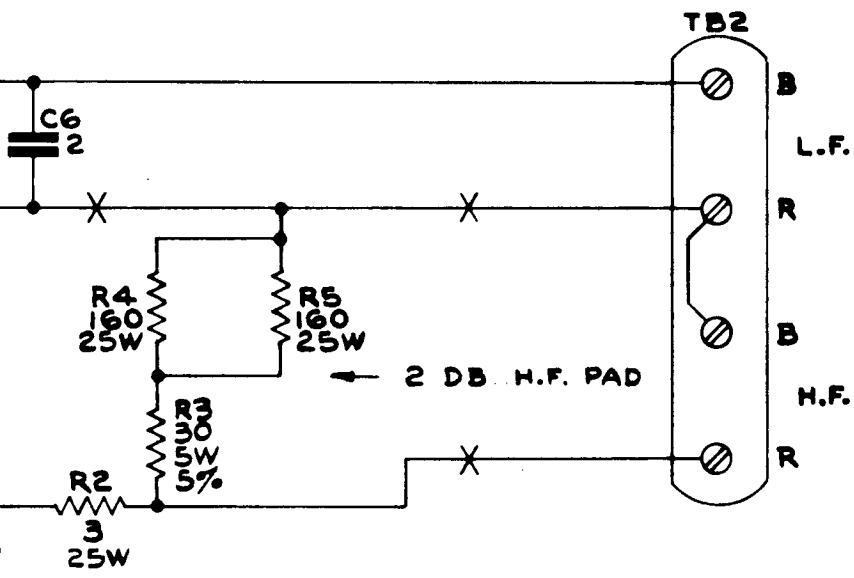 TB2
B
C6
2
L.F.
R
R4
160
25W
R5
160
25W
B
2 DB H.F. PAD
H.F.
R3
30
5W
5%
R
R2
3
25W